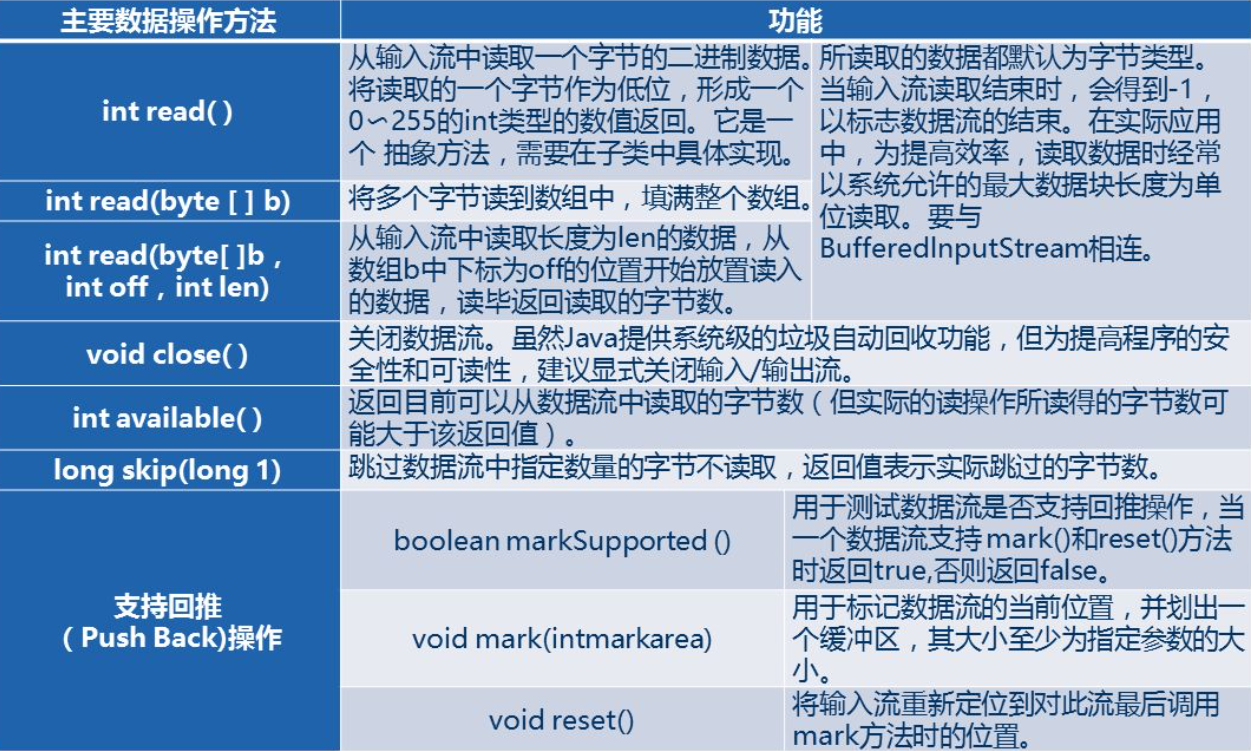 主要数据操作方法
功能
int read( )
从输入流中读取一个字节的二进制数据。
将读取的一个字节作为低位，形成一个
0～255的int类型的数值返回。它是一
个 抽象方法，需要在子类中具体实现。
所读取的数据都默认为字节类型。
当输入流读取结束时，会得到-1，
以标志数据流的结束。在实际应用
中，为提高效率，读取数据时经常
以系统允许的最大数据块长度为单
位读取。要与
BufferedInputStream相连。
int read(byte [ ] b)
将多个字节读到数组中，填满整个数组。
int read(byte[ ]b，
int off，int len)
从输入流中读取长度为len的数据，从
数组b中下标为off的位置开始放置读入
的数据，读毕返回读取的字节数。
void close( )
关闭数据流。虽然Java提供系统级的垃圾自动回收功能，但为提高程序的安
全性和可读性，建议显式关闭输入/输出流。
int available( )
返回目前可以从数据流中读取的字节数（但实际的读操作所读得的字节数可
能大于该返回值）。
long skip(long 1)
跳过数据流中指定数量的字节不读取，返回值表示实际跳过的字节数。
支持回推
（Push Back)操作
boolean markSupported ()
用于测试数据流是否支持回推操作，当
一个数据流支持 mark()和reset()方法
时返回true,否则返回false。
void mark(intmarkarea)
用于标记数据流的当前位置，并划出一
个缓冲区，其大小至少为指定参数的大
小。
void reset()
将输入流重新定位到对此流最后调用
mark方法时的位置。